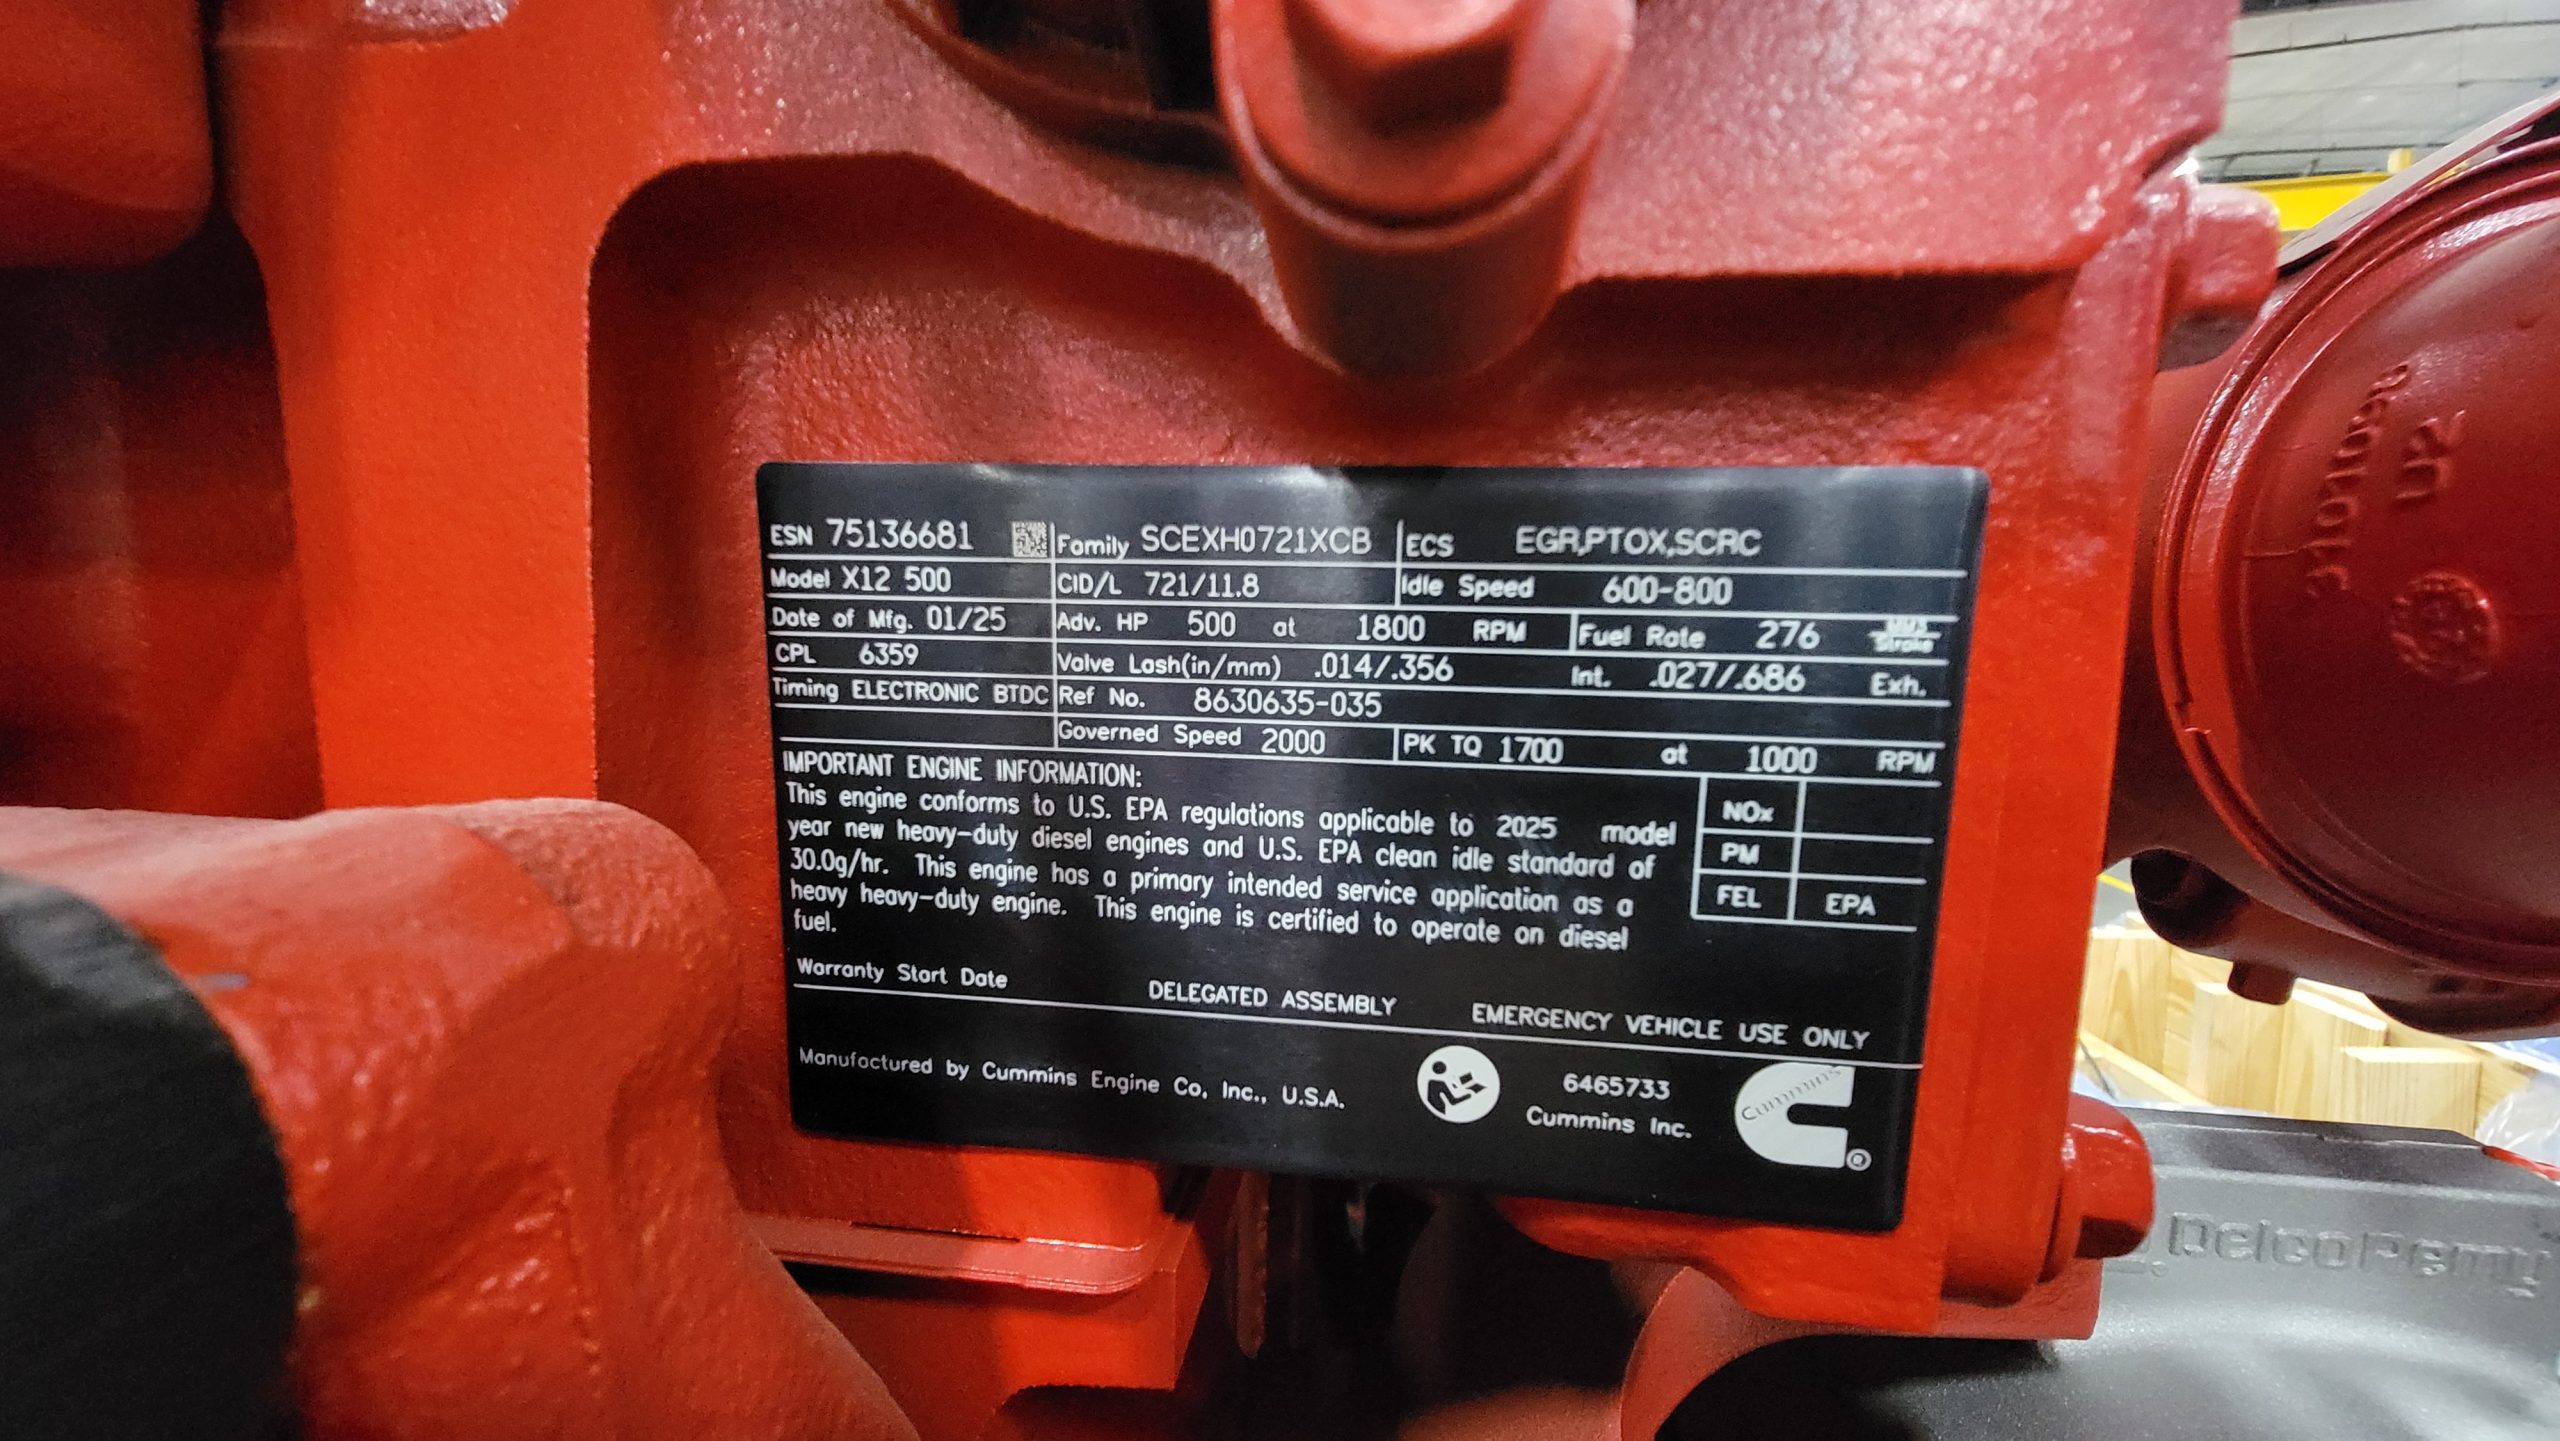 ESN 75136681 Family SCEXH0721XCB ECS EGR,PTOX,SCRC
Model X12 500 CID/L 721/11.8 Idle Speed 600-800
Date of Mfg. 01/25 Adv. HP 500 at 1800 RPM Fuel Rate 276 mm3 Stroke
CPL 6359 Valve Lash(in/mm) .014/.356 Int. .027/.686 Exh.
Timing ELECTRONIC BTDC Ref No. 8630635-035
Governed Speed 2000 PK TQ 1700 at 1000 RPM
IMPORTANT ENGINE INFORMATION:
This engine conforms to U.S. EPA regulations applicable to 2025 model
year new heavy-duty diesel engines and U.S. EPA clean idle standard of
30.0g/hr. This engine has a primary intended service application as a
heavy heavy-duty engine. This engine is certified to operate on diesel
fuel.
NOx
PM
FEL EPA
Warranty Start Date DELEGATED ASSEMBLY EMERGENCY VEHICLE USE ONLY
Manufactured by Cummins Engine Co. Inc., U.S.A.
6465733
Cummins Inc.
Cummins
®
3101098
U2
Delco Remy